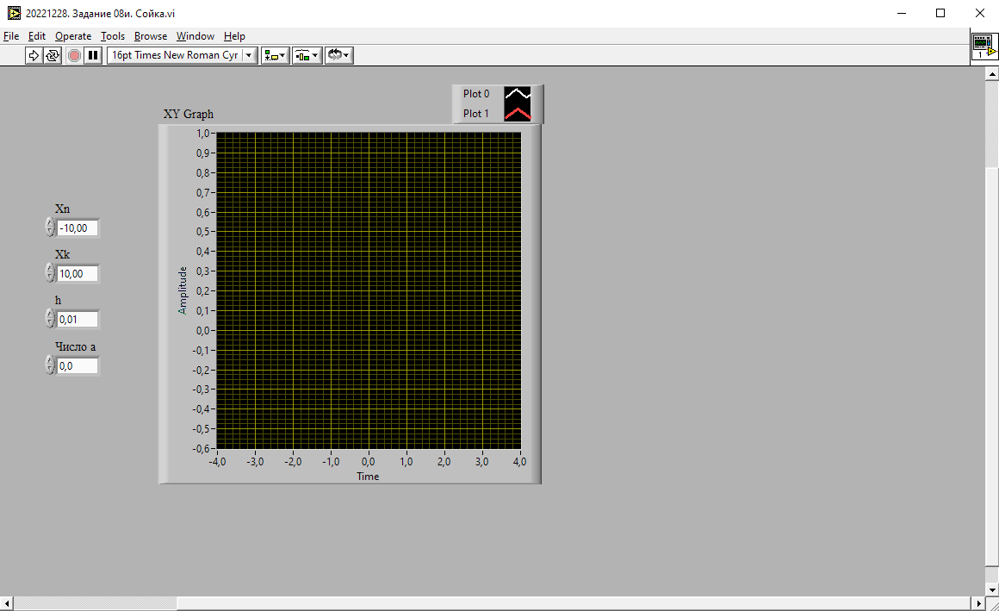 20221228. Задание 08и. Сойка.vi
File Edit Operate Tools Browse Window Help
16pt Times New Roman Cyr
1
Plot 0
Plot 1
XY Graph
Xn
-10,00
Xk
10,00
h
0,01
Число a
0,0
Amplitude
1,0
0,9
0,8
0,7
0,6
0,5
0,4
0,3
0,2
0,1
0,0
-0,1
-0,2
-0,3
-0,4
-0,5
-0,6
-4,0 -3,0 -2,0 -1,0 0,0 1,0 2,0 3,0 4,0
Time